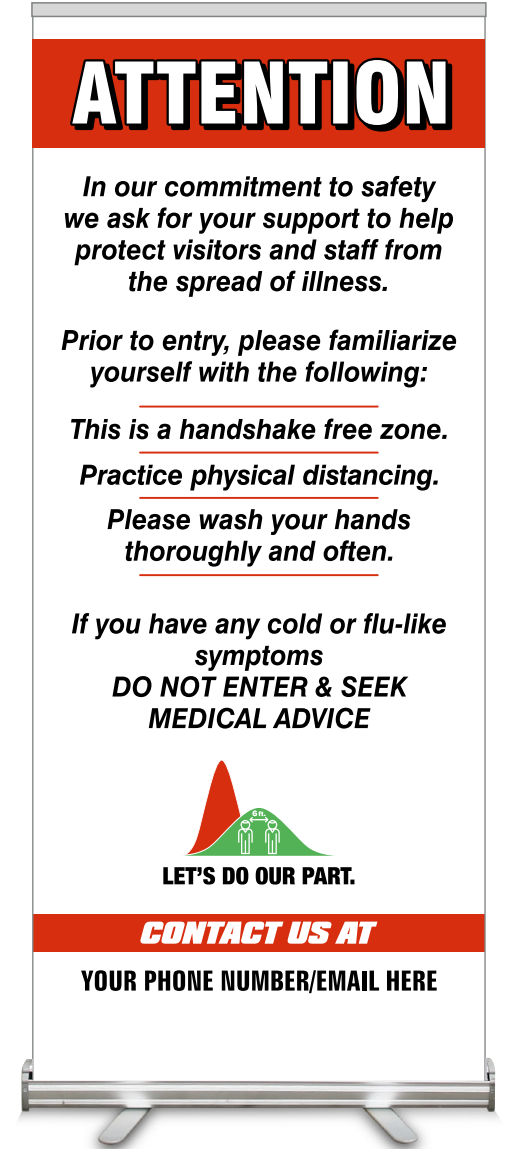 ATTENTION
In our commitment to safety
we ask for your support to help
protect visitors and staff from
the spread of illness.
Prior to entry, please familiarize
yourself with the following:
This is a handshake free zone.
Practice physical distancing.
Please wash your hands
thoroughly and often.
If you have any cold or flu-like
symptoms
DO NOT ENTER & SEEK
MEDICAL ADVICE
6 ft.
LET'S DO OUR PART.
CONTACT US AT
YOUR PHONE NUMBER/EMAIL HERE